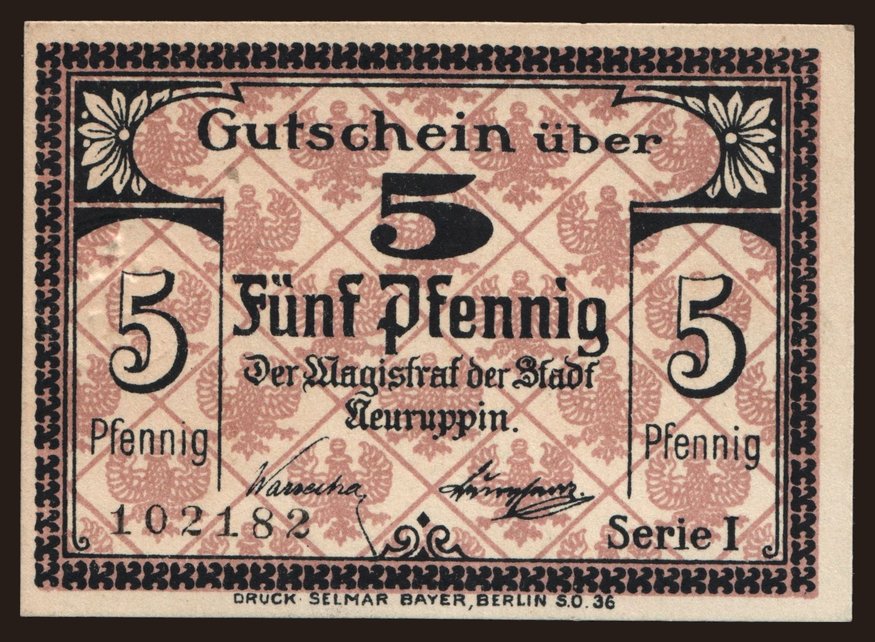 Gutschein über
5
Fünf Pfennig
Der Magistrat der Stadt
Neuruppin.
5
Pfennig
5
Pfennig
102182
Serie I
DRUCK SELMAR BAYER, BERLIN S.O. 36